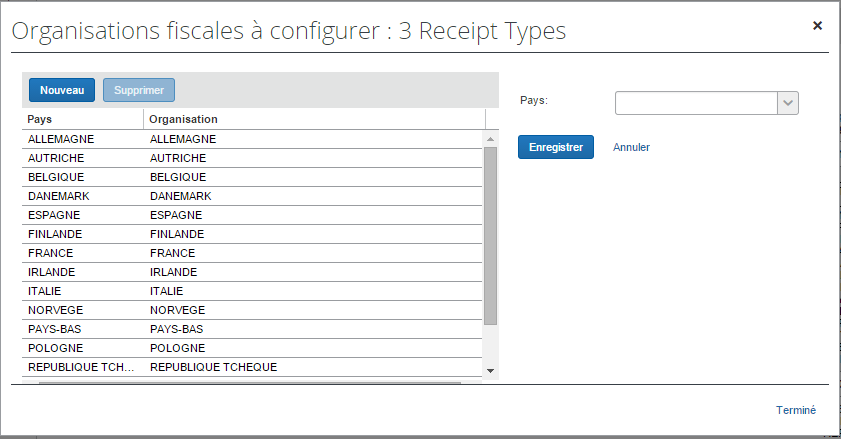 Organisations fiscales à configurer : 3 Receipt Types
Nouveau Supprimer
Pays Organisation
ALLEMAGNE ALLEMAGNE
AUTRICHE AUTRICHE
BELGIQUE BELGIQUE
DANEMARK DANEMARK
ESPAGNE ESPAGNE
FINLANDE FINLANDE
FRANCE FRANCE
IRLANDE IRLANDE
ITALIE ITALIE
NORVEGE NORVEGE
PAYS-BAS PAYS-BAS
POLOGNE POLOGNE
REPUBLIQUE TCH... REPUBLIQUE TCHEQUE
Pays:
Enregistrer Annuler
Terminé